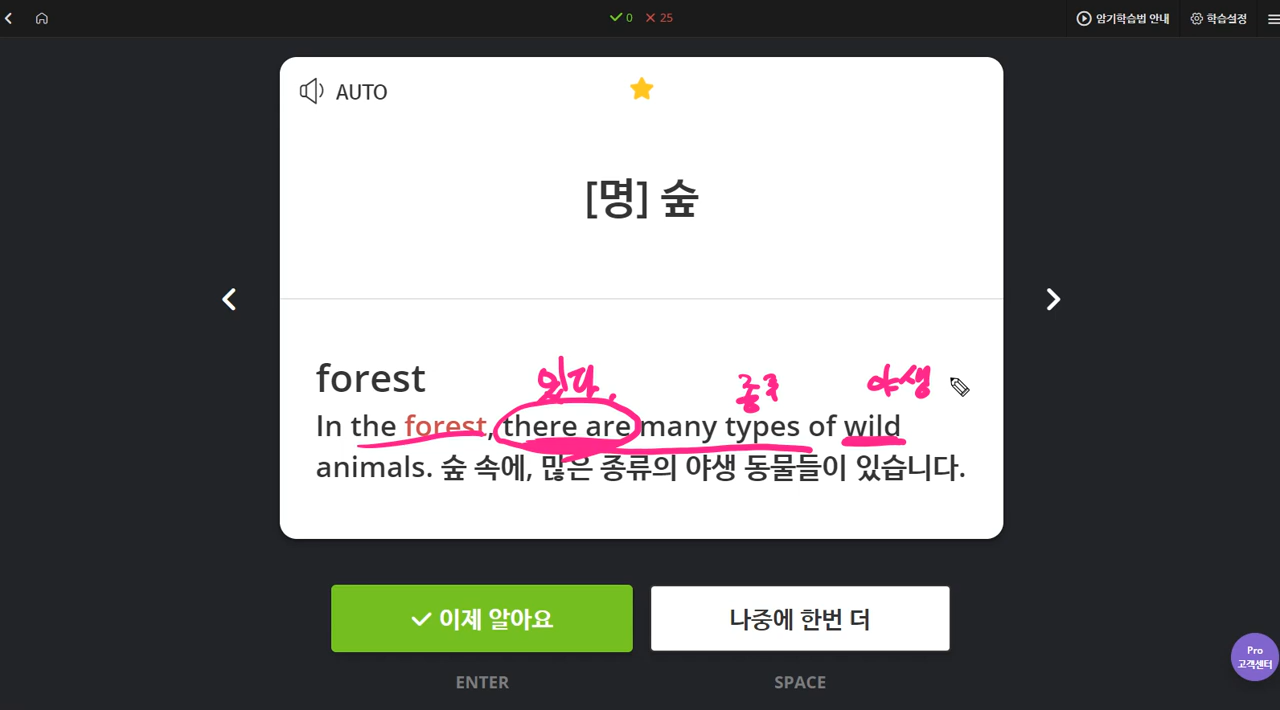 0 25 암기학습법 안내 학습설정
AUTO
[명] 숲
forest
있다. 종류 야생
In the forest, there are many types of wild
animals. 숲 속에, 많은 종류의 야생 동물들이 있습니다.
이제 알아요 나중에 한번 더
ENTER SPACE
Pro
고객센터